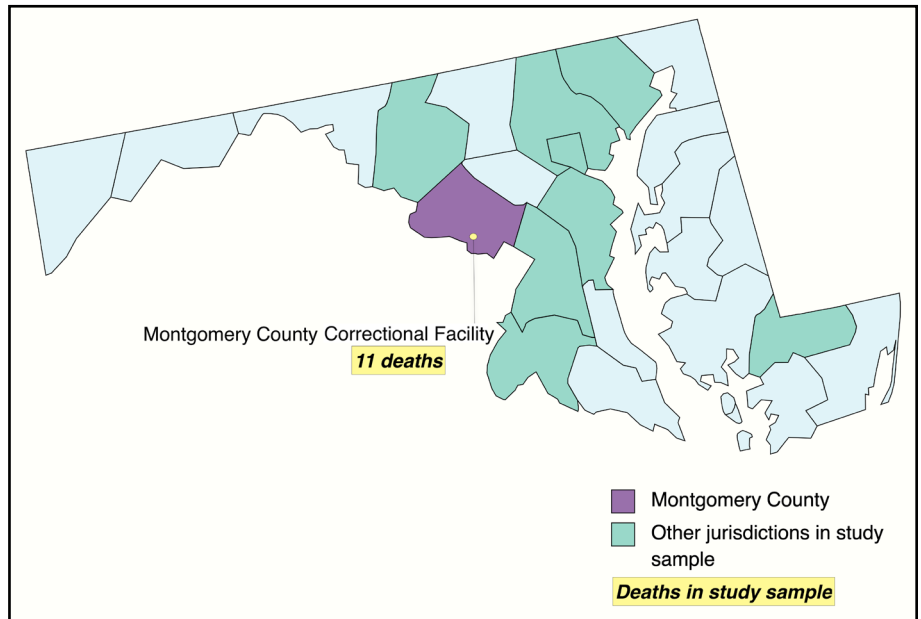 Montgomery County Correctional Facility
11 deaths
Montgomery County
Other jurisdictions in study
sample
Deaths in study sample